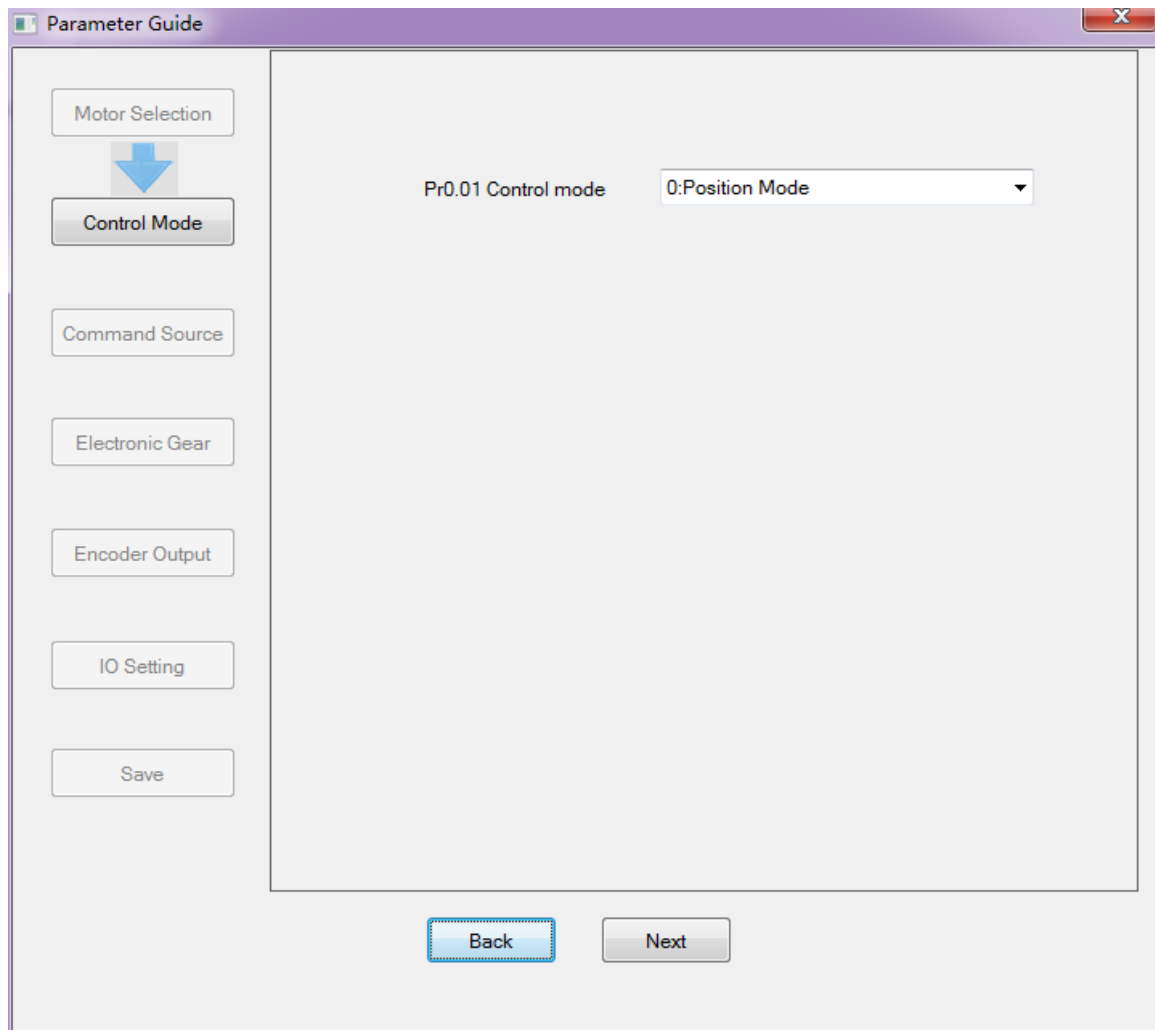 Parameter Guide
x
Motor Selection
Pr0.01 Control mode 0:Position Mode
Control Mode
Command Source
Electronic Gear
Encoder Output
IO Setting
Save
Back Next